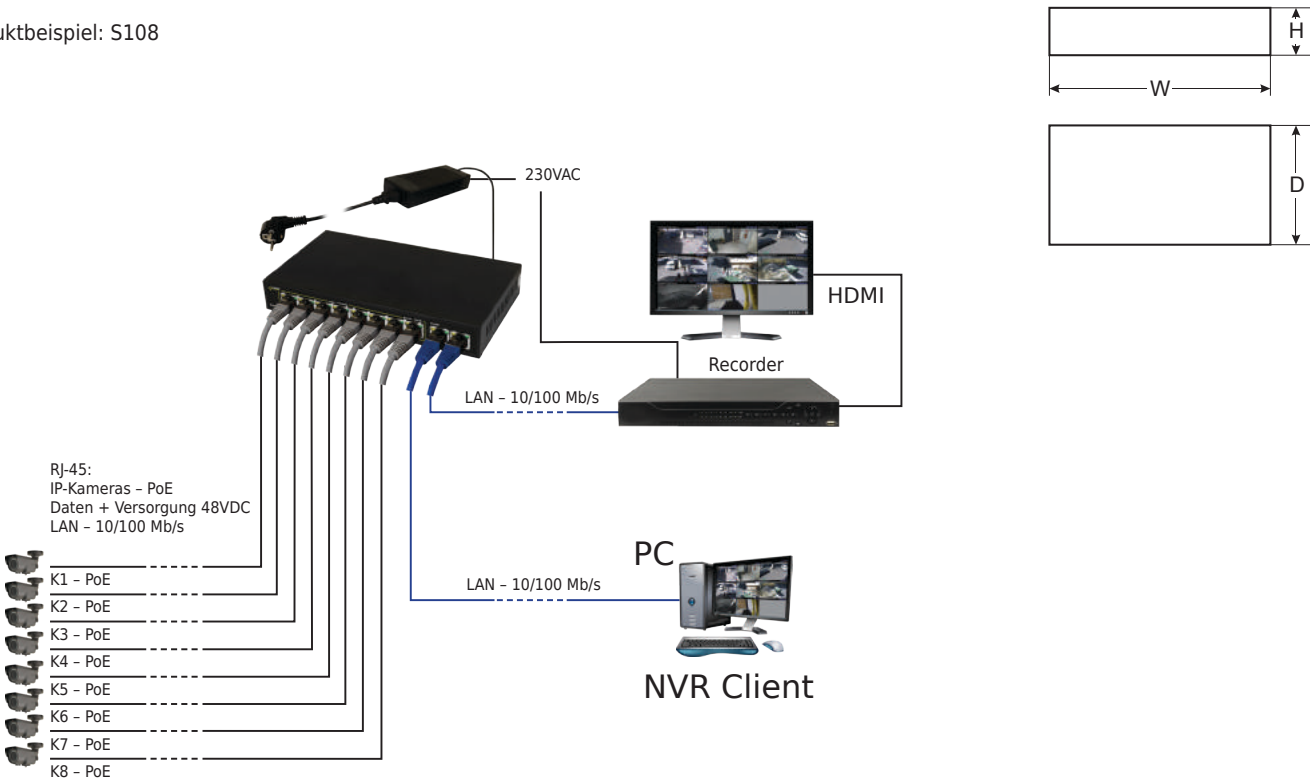 uktbeispiel: S108
H
W
D
230VAC
HDMI
Recorder
LAN – 10/100 Mb/s
RJ-45:
IP-Kameras – PoE
Daten + Versorgung 48VDC
LAN – 10/100 Mb/s
PC
LAN – 10/100 Mb/s
NVR Client
K1 – PoE
K2 – PoE
K3 – PoE
K4 – PoE
K5 – PoE
K6 – PoE
K7 – PoE
K8 – PoE